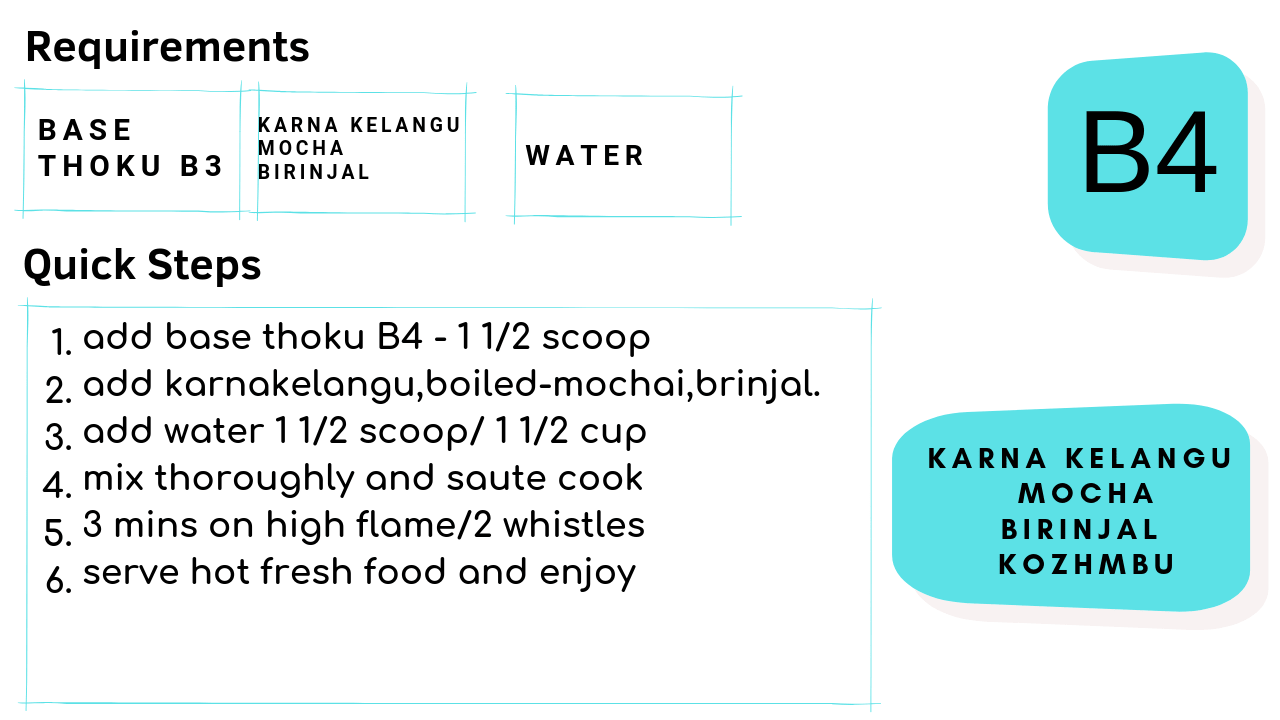 Requirements
BASE
THOKU B3
KARNA KELANGU
MOCHA
BIRINJAL
WATER
B4
Quick Steps
1. add base thoku B4 - 1 1/2 scoop
2. add karnakelangu,boiled-mochai,brinjal.
3. add water 1 1/2 scoop/ 1 1/2 cup
4. mix thoroughly and saute cook
5. 3 mins on high flame/2 whistles
6. serve hot fresh food and enjoy
KARNA KELANGU
MOCHA
BIRINJAL
KOZHMBU